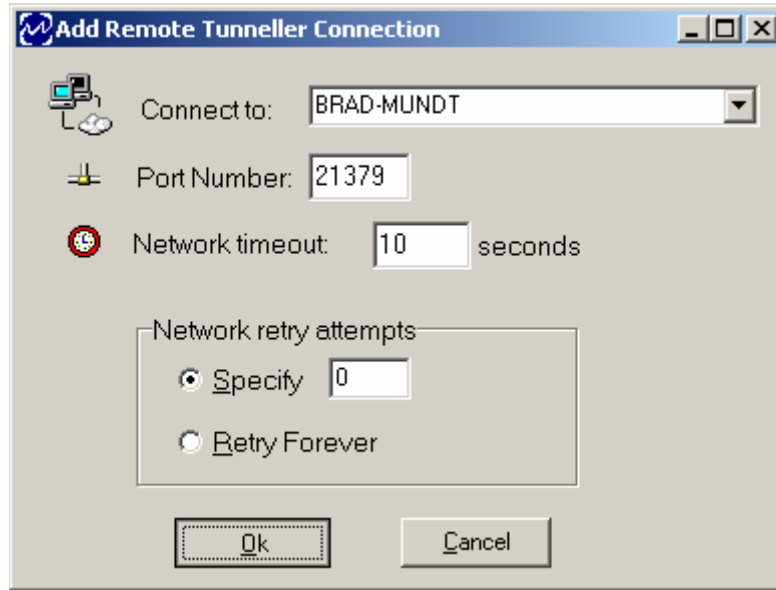 Add Remote Tunneller Connection
Connect to: BRAD-MUNDT
Port Number: 21379
Network timeout: 10 seconds
Network retry attempts
Specify 0
Retry Forever
Ok Cancel